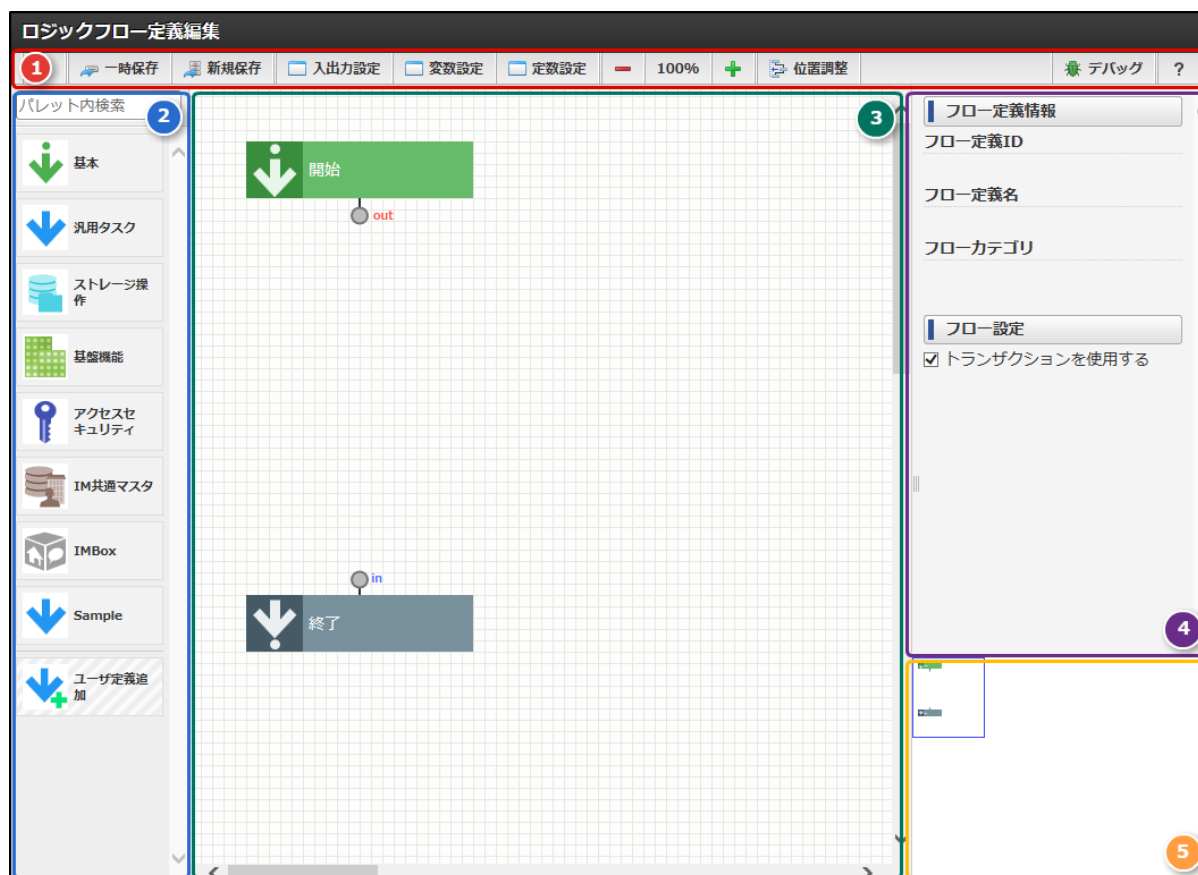 ロジックフロー定義編集
1
一時保存
新規保存
入出力設定
変数設定
定数設定
100%
位置調整
デバッグ
?
パレット内検索
2
基本
汎用タスク
ストレージ操
作
基盤機能
アクセスセ
キュリティ
IM共通マスタ
IMBox
Sample
ユーザ定義追
加
3
開始
out
in
終了
フロー定義情報
フロー定義ID
フロー定義名
フローカテゴリ
フロー設定
トランザクションを使用する
4
5